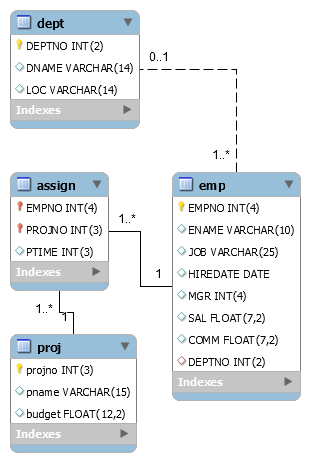 dept
DEPTNO INT(2)
DNAME VARCHAR(14)
LOC VARCHAR(14)
Indexes
0..1
1..*
assign
EMPNO INT(4)
PROJNO INT(3)
PTIME INT(3)
Indexes
1..*
1
emp
EMPNO INT(4)
ENAME VARCHAR(10)
JOB VARCHAR(25)
HIREDATE DATE
MGR INT(4)
SAL FLOAT(7,2)
COMM FLOAT(7,2)
DEPTNO INT(2)
Indexes
1..*
1
proj
projno INT(3)
pname VARCHAR(15)
budget FLOAT(12,2)
Indexes